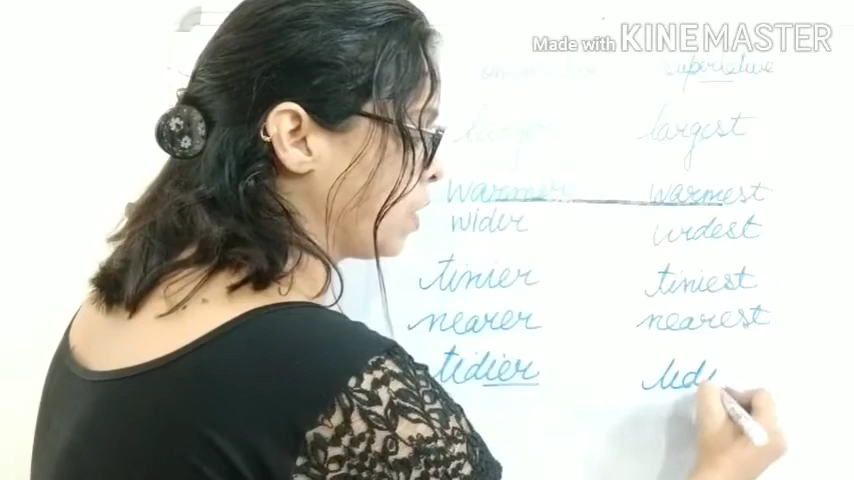 Made with KINEMASTER
superlative
larger largest
warmer warmest
wider widest
tinier tiniest
nearer nearest
tidier